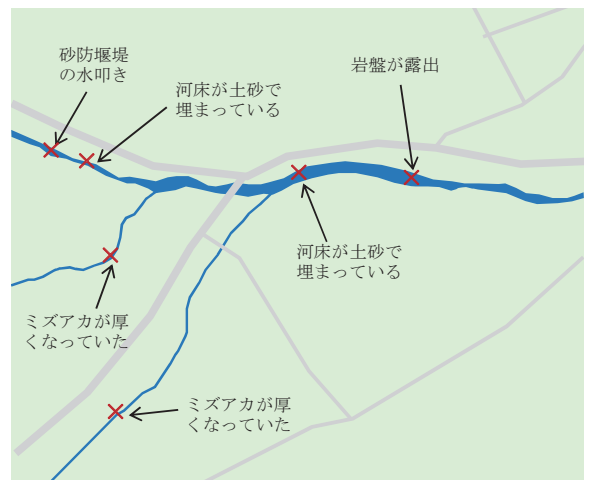 砂防堰堤
の水叩き
河床が土砂で
埋まっている
岩盤が露出
河床が土砂で
埋まっている
ミズアカが厚
くなっていた
ミズアカが厚
くなっていた